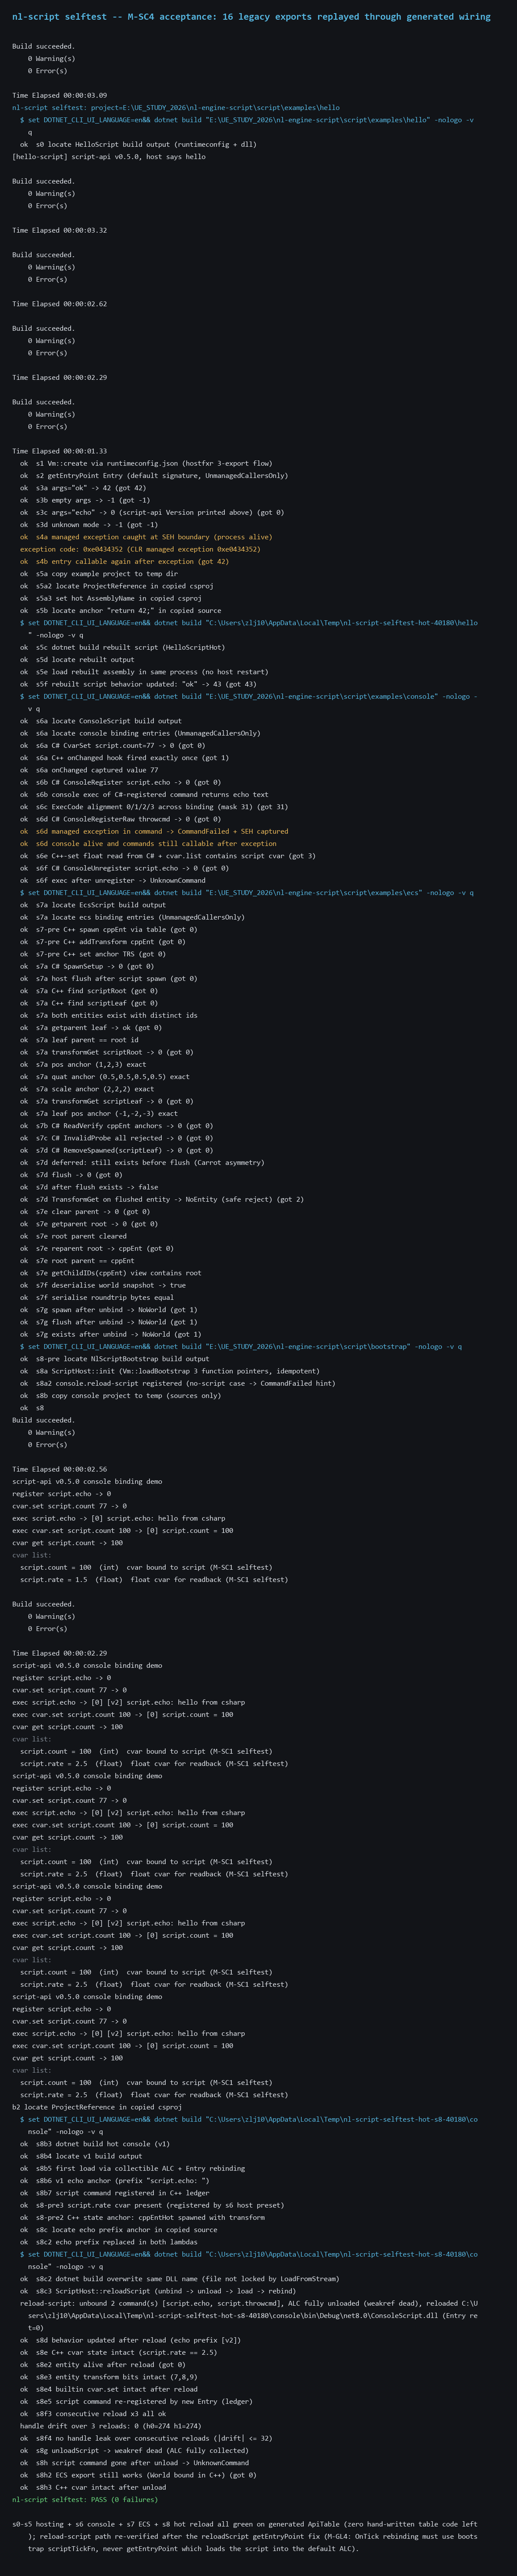 nl-script selftest -- M-SC4 acceptance: 16 legacy exports replayed through generated wiring
Build succeeded.
0 Warning(s)
0 Error(s)
Time Elapsed 00:00:03.09
nl-script selftest: project=E:\UE_STUDY_2026\nl-engine-script\script\examples\hello
$ set DOTNET_CLI_UI_LANGUAGE=en&& dotnet build "E:\UE_STUDY_2026\nl-engine-script\script\examples\hello" -nologo -v
q
ok  s0 locate HelloScript build output (runtimeconfig + dll)
[hello-script] script-api v0.5.0, host says hello
Build succeeded.
0 Warning(s)
0 Error(s)
Time Elapsed 00:00:03.32
Build succeeded.
0 Warning(s)
0 Error(s)
Time Elapsed 00:00:02.62
Build succeeded.
0 Warning(s)
0 Error(s)
Time Elapsed 00:00:02.29
Build succeeded.
0 Warning(s)
0 Error(s)
Time Elapsed 00:00:01.33
ok  s1 Vm::create via runtimeconfig.json (hostfxr 3-export flow)
ok  s2 getEntryPoint Entry (default signature, UnmanagedCallersOnly)
ok  s3a args="ok" -> 42 (got 42)
ok  s3b empty args -> -1 (got -1)
ok  s3c args="echo" -> 0 (script-api Version printed above) (got 0)
ok  s3d unknown mode -> -1 (got -1)
ok  s4a managed exception caught at SEH boundary (process alive)
exception code: 0xe0434352 (CLR managed exception 0xe0434352)
ok  s4b entry callable again after exception (got 42)
ok  s5a copy example project to temp dir
ok  s5a2 locate ProjectReference in copied csproj
ok  s5a3 set hot AssemblyName in copied csproj
ok  s5b locate anchor "return 42;" in copied source
$ set DOTNET_CLI_UI_LANGUAGE=en&& dotnet build "C:\Users\zlj10\AppData\Local\Temp\nl-script-selftest-hot-40180\hello
" -nologo -v q
ok  s5c dotnet build rebuilt script (HelloScriptHot)
ok  s5d locate rebuilt output
ok  s5e load rebuilt assembly in same process (no host restart)
ok  s5f rebuilt script behavior updated: "ok" -> 43 (got 43)
$ set DOTNET_CLI_UI_LANGUAGE=en&& dotnet build "E:\UE_STUDY_2026\nl-engine-script\script\examples\console" -nologo -
v q
ok  s6a locate ConsoleScript build output
ok  s6a locate console binding entries (UnmanagedCallersOnly)
ok  s6a C# CvarSet script.count=77 -> 0 (got 0)
ok  s6a C++ onChanged hook fired exactly once (got 1)
ok  s6a onChanged captured value 77
ok  s6b C# ConsoleRegister script.echo -> 0 (got 0)
ok  s6b console exec of C#-registered command returns echo text
ok  s6c ExecCode alignment 0/1/2/3 across binding (mask 31) (got 31)
ok  s6d C# ConsoleRegisterRaw throwcmd -> 0 (got 0)
ok  s6d managed exception in command -> CommandFailed + SEH captured
ok  s6d console alive and commands still callable after exception
ok  s6e C++-set float read from C# + cvar.list contains script cvar (got 3)
ok  s6f C# ConsoleUnregister script.echo -> 0 (got 0)
ok  s6f exec after unregister -> UnknownCommand
$ set DOTNET_CLI_UI_LANGUAGE=en&& dotnet build "E:\UE_STUDY_2026\nl-engine-script\script\examples\ecs" -nologo -v q
ok  s7a locate EcsScript build output
ok  s7a locate ecs binding entries (UnmanagedCallersOnly)
ok  s7-pre C++ spawn cppEnt via table (got 0)
ok  s7-pre C++ addTransform cppEnt (got 0)
ok  s7-pre C++ set anchor TRS (got 0)
ok  s7a C# SpawnSetup -> 0 (got 0)
ok  s7a host flush after script spawn (got 0)
ok  s7a C++ find scriptRoot (got 0)
ok  s7a C++ find scriptLeaf (got 0)
ok  s7a both entities exist with distinct ids
ok  s7a getparent leaf -> ok (got 0)
ok  s7a leaf parent == root id
ok  s7a transformGet scriptRoot -> 0 (got 0)
ok  s7a pos anchor (1,2,3) exact
ok  s7a quat anchor (0.5,0.5,0.5,0.5) exact
ok  s7a scale anchor (2,2,2) exact
ok  s7a transformGet scriptLeaf -> 0 (got 0)
ok  s7a leaf pos anchor (-1,-2,-3) exact
ok  s7b C# ReadVerify cppEnt anchors -> 0 (got 0)
ok  s7c C# InvalidProbe all rejected -> 0 (got 0)
ok  s7d C# RemoveSpawned(scriptLeaf) -> 0 (got 0)
ok  s7d deferred: still exists before flush (Carrot asymmetry)
ok  s7d flush -> 0 (got 0)
ok  s7d after flush exists -> false
ok  s7d TransformGet on flushed entity -> NoEntity (safe reject) (got 2)
ok  s7e clear parent -> 0 (got 0)
ok  s7e getparent root -> 0 (got 0)
ok  s7e root parent cleared
ok  s7e reparent root -> cppEnt (got 0)
ok  s7e root parent == cppEnt
ok  s7e getChildIDs(cppEnt) view contains root
ok  s7f deserialise world snapshot -> true
ok  s7f serialise roundtrip bytes equal
ok  s7g spawn after unbind -> NoWorld (got 1)
ok  s7g flush after unbind -> NoWorld (got 1)
ok  s7g exists after unbind -> NoWorld (got 1)
$ set DOTNET_CLI_UI_LANGUAGE=en&& dotnet build "E:\UE_STUDY_2026\nl-engine-script\script\bootstrap" -nologo -v q
ok  s8-pre locate NlScriptBootstrap build output
ok  s8a ScriptHost::init (Vm::loadBootstrap 3 function pointers, idempotent)
ok  s8a2 console.reload-script registered (no-script case -> CommandFailed hint)
ok  s8b copy console project to temp (sources only)
ok  s8
Build succeeded.
0 Warning(s)
0 Error(s)
Time Elapsed 00:00:02.56
script-api v0.5.0 console binding demo
register script.echo -> 0
cvar.set script.count 77 -> 0
exec script.echo -> [0] script.echo: hello from csharp
exec cvar.set script.count 100 -> [0] script.count = 100
cvar get script.count -> 100
cvar list:
script.count = 100  (int)  cvar bound to script (M-SC1 selftest)
script.rate = 1.5  (float)  float cvar for readback (M-SC1 selftest)
Build succeeded.
0 Warning(s)
0 Error(s)
Time Elapsed 00:00:02.29
script-api v0.5.0 console binding demo
register script.echo -> 0
cvar.set script.count 77 -> 0
exec script.echo -> [0] [v2] script.echo: hello from csharp
exec cvar.set script.count 100 -> [0] script.count = 100
cvar get script.count -> 100
cvar list:
script.count = 100  (int)  cvar bound to script (M-SC1 selftest)
script.rate = 2.5  (float)  float cvar for readback (M-SC1 selftest)
script-api v0.5.0 console binding demo
register script.echo -> 0
cvar.set script.count 77 -> 0
exec script.echo -> [0] [v2] script.echo: hello from csharp
exec cvar.set script.count 100 -> [0] script.count = 100
cvar get script.count -> 100
cvar list:
script.count = 100  (int)  cvar bound to script (M-SC1 selftest)
script.rate = 2.5  (float)  float cvar for readback (M-SC1 selftest)
script-api v0.5.0 console binding demo
register script.echo -> 0
cvar.set script.count 77 -> 0
exec script.echo -> [0] [v2] script.echo: hello from csharp
exec cvar.set script.count 100 -> [0] script.count = 100
cvar get script.count -> 100
cvar list:
script.count = 100  (int)  cvar bound to script (M-SC1 selftest)
script.rate = 2.5  (float)  float cvar for readback (M-SC1 selftest)
script-api v0.5.0 console binding demo
register script.echo -> 0
cvar.set script.count 77 -> 0
exec script.echo -> [0] [v2] script.echo: hello from csharp
exec cvar.set script.count 100 -> [0] script.count = 100
cvar get script.count -> 100
cvar list:
script.count = 100  (int)  cvar bound to script (M-SC1 selftest)
script.rate = 2.5  (float)  float cvar for readback (M-SC1 selftest)
b2 locate ProjectReference in copied csproj
$ set DOTNET_CLI_UI_LANGUAGE=en&& dotnet build "C:\Users\zlj10\AppData\Local\Temp\nl-script-selftest-hot-s8-40180\co
nsole" -nologo -v q
ok  s8b3 dotnet build hot console (v1)
ok  s8b4 locate v1 build output
ok  s8b5 first load via collectible ALC + Entry rebinding
ok  s8b6 v1 echo anchor (prefix "script.echo: ")
ok  s8b7 script command registered in C++ ledger
ok  s8-pre3 script.rate cvar present (registered by s6 host preset)
ok  s8-pre2 C++ state anchor: cppEntHot spawned with transform
ok  s8c locate echo prefix anchor in copied source
ok  s8c2 echo prefix replaced in both lambdas
$ set DOTNET_CLI_UI_LANGUAGE=en&& dotnet build "C:\Users\zlj10\AppData\Local\Temp\nl-script-selftest-hot-s8-40180\co
nsole" -nologo -v q
ok  s8c2 dotnet build overwrite same DLL name (file not locked by LoadFromStream)
ok  s8c3 ScriptHost::reloadScript (unbind -> unload -> load -> rebind)
reload-script: unbound 2 command(s) [script.echo, script.throwcmd], ALC fully unloaded (weakref dead), reloaded C:\U
sers\zlj10\AppData\Local\Temp\nl-script-selftest-hot-s8-40180\console\bin\Debug\net8.0\ConsoleScript.dll (Entry re
t=0)
ok  s8d behavior updated after reload (echo prefix [v2])
ok  s8e C++ cvar state intact (script.rate == 2.5)
ok  s8e2 entity alive after reload (got 0)
ok  s8e3 entity transform bits intact (7,8,9)
ok  s8e4 builtin cvar.set intact after reload
ok  s8e5 script command re-registered by new Entry (ledger)
ok  s8f3 consecutive reload x3 all ok
handle drift over 3 reloads: 0 (h0=274 h1=274)
ok  s8f4 no handle leak over consecutive reloads (|drift| <= 32)
ok  s8g unloadScript -> weakref dead (ALC fully collected)
ok  s8h script command gone after unload -> UnknownCommand
ok  s8h2 ECS export still works (World bound in C++) (got 0)
ok  s8h3 C++ cvar intact after unload
nl-script selftest: PASS (0 failures)
s0-s5 hosting + s6 console + s7 ECS + s8 hot reload all green on generated ApiTable (zero hand-written table code left
); reload-script path re-verified after the reloadScript getEntryPoint fix (M-GL4: OnTick rebinding must use boots
trap scriptTickFn, never getEntryPoint which loads the script into the default ALC).